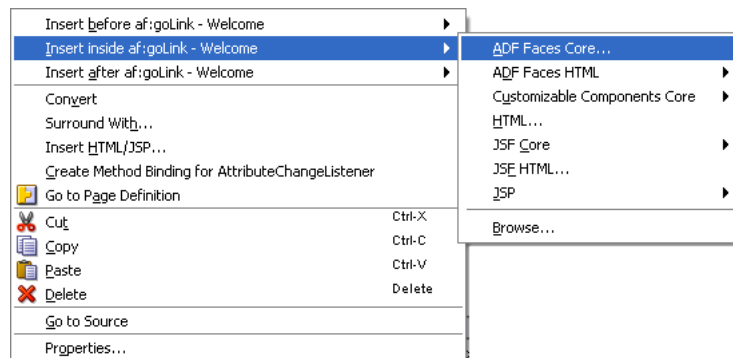 Insert before af:goLink - Welcome
Insert inside af:goLink - Welcome
Insert after af:goLink - Welcome
Convert
Surround With...
Insert HTML/JSP...
Create Method Binding for AttributeChangeListener
Go to Page Definition
Cut Ctrl-X
Copy Ctrl-C
Paste Ctrl-V
Delete Delete
Go to Source
Properties...
ADF Faces Core...
ADF Faces HTML
Customizable Components Core
HTML...
JSF Core
JSF HTML...
JSP
Browse...